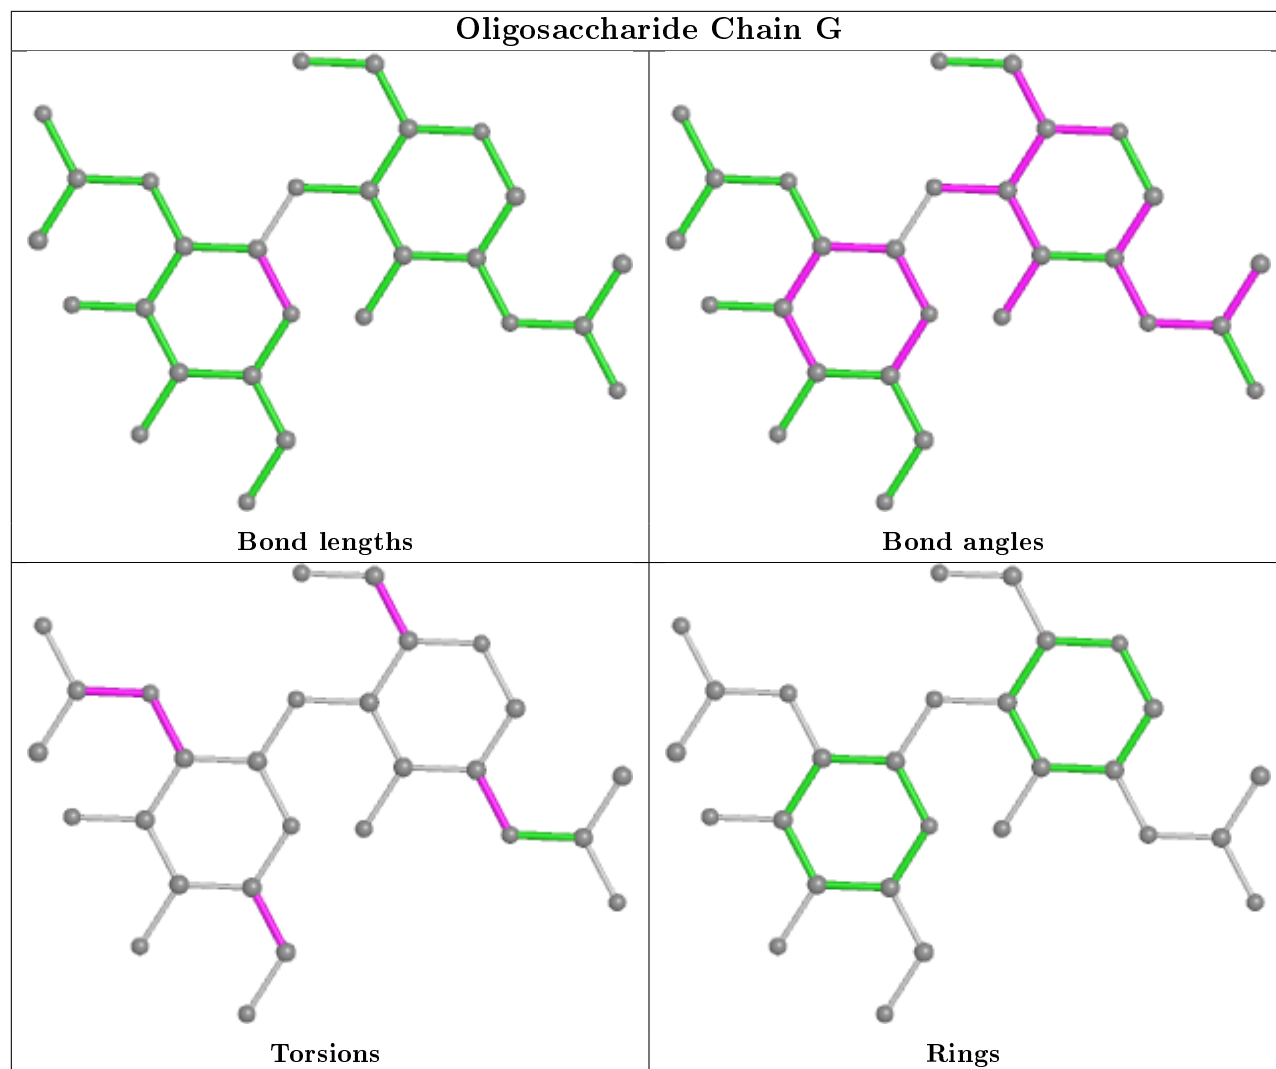 Oligosaccharide Chain G
Bond lengths
Bond angles
Torsions
Rings